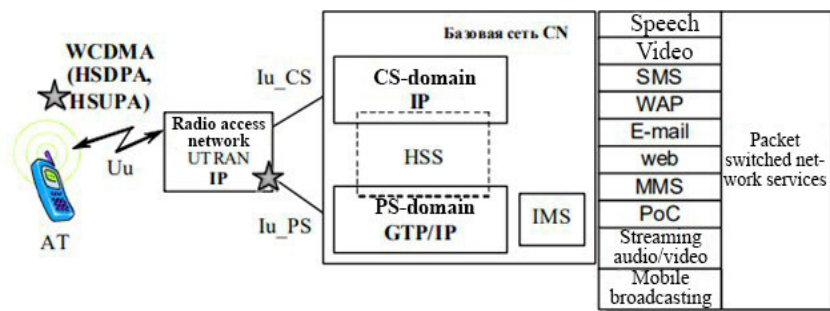 WCDMA
(HSDPA,
HSUPA)
Uu
AT
Radio access
network
UTRAN
IP
Iu_CS
Iu_PS
Базовая сеть CN
CS-domain
IP
HSS
PS-domain
GTP/IP
IMS
Speech
Video
SMS
WAP
E-mail
web
MMS
PoC
Streaming
audio/video
Mobile
broadcasting
Packet
switched net-
work services